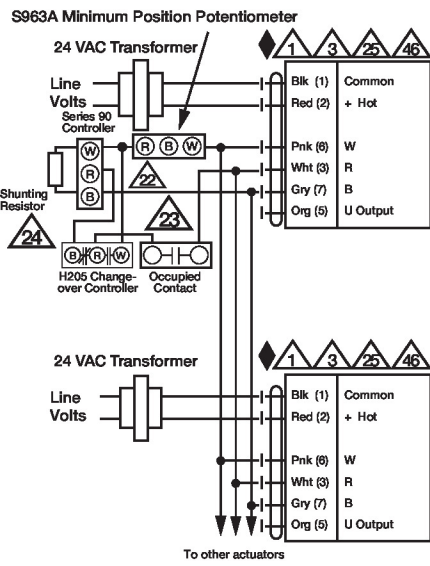 S963A Minimum Position Potentiometer
24 VAC Transformer
1 3 25 46
Line
Volts
Blk (1) Common
Red (2) + Hot
Series 90
Controller
W
R
B
R B W
Pnk (6) W
Wht (3) R
Gry (7) B
Org (5) U Output
22
Shunting
Resistor
24
23
B R W
H205 Change-
over Controller
Occupied
Contact
24 VAC Transformer
1 3 25 46
Line
Volts
Blk (1) Common
Red (2) + Hot
Pnk (6) W
Wht (3) R
Gry (7) B
Org (5) U Output
To other actuators